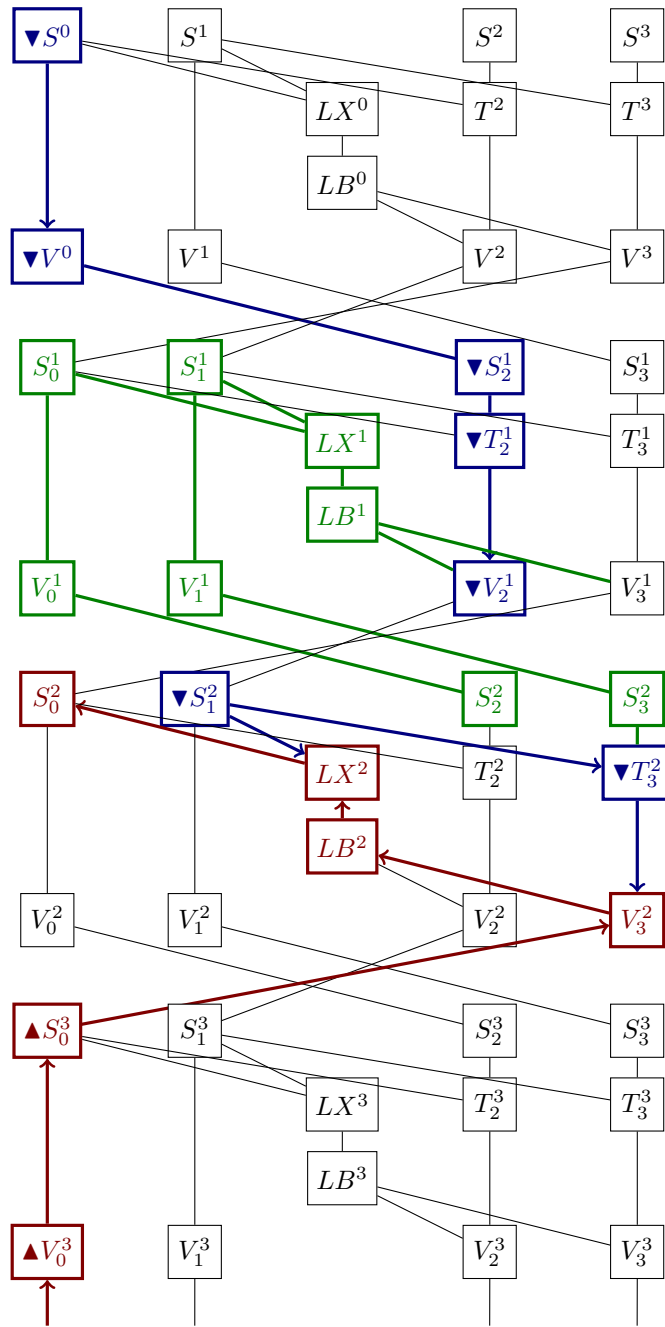 ▼S^0 S^1 S^2 S^3
LX^0 T^2 T^3
LB^0
▼V^0 V^1 V^2 V^3
S_0^1 S_1^1 ▼S_2^1 S_3^1
LX^1 ▼T_2^1 T_3^1
LB^1
V_0^1 V_1^1 ▼V_2^1 V_3^1
S_0^2 ▼S_1^2 S_2^2 S_3^2
LX^2 T_2^2 ▼T_3^2
LB^2
V_0^2 V_1^2 V_2^2 V_3^2
▲S_0^3 S_1^3 S_2^3 S_3^3
LX^3 T_2^3 T_3^3
LB^3
▲V_0^3 V_1^3 V_2^3 V_3^3